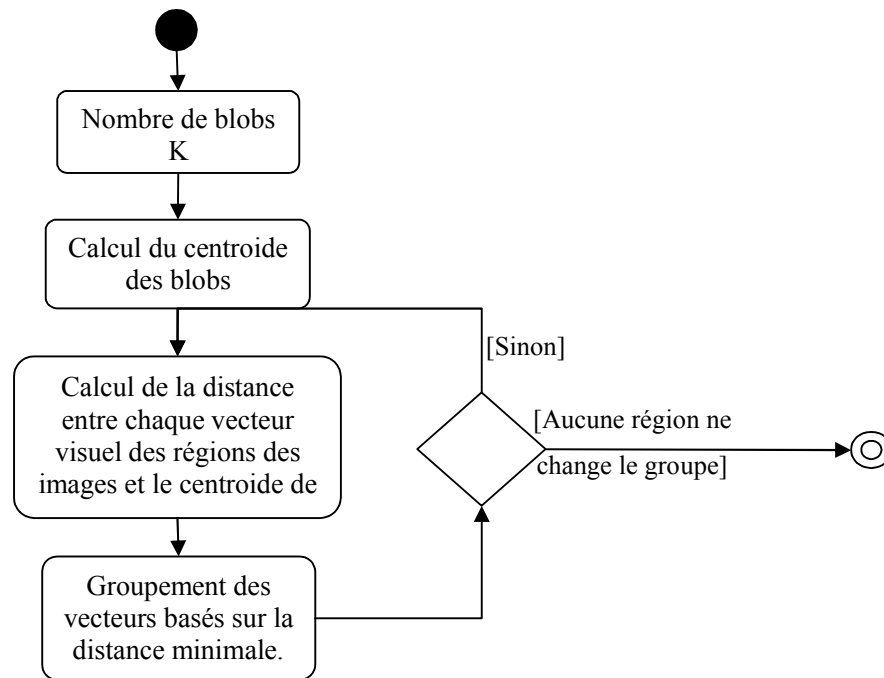 Nombre de blobs
K
Calcul du centroide
des blobs
[Sinon]
Calcul de la distance
entre chaque vecteur
visuel des régions des
images et le centroide de
[Aucune région ne
change le groupe]
Groupement des
vecteurs basés sur la
distance minimale.